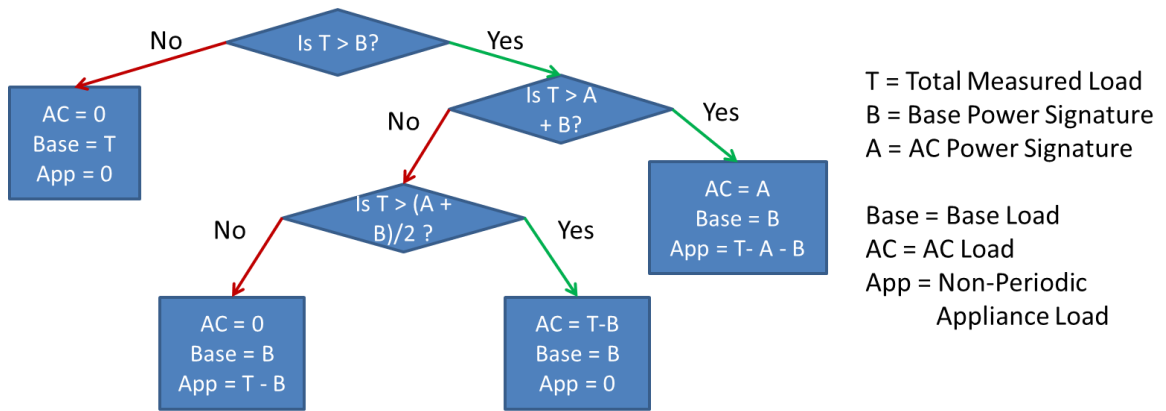 No
Is T > B?
Yes
AC = 0
Base = T
App = 0
No
Is T > A
+ B?
Yes
T = Total Measured Load
B = Base Power Signature
A = AC Power Signature
AC = A
Base = B
App = T- A - B
No
Is T > (A +
B)/2 ?
Yes
Base = Base Load
AC = AC Load
App = Non-Periodic
Appliance Load
AC = 0
Base = B
App = T - B
AC = T-B
Base = B
App = 0